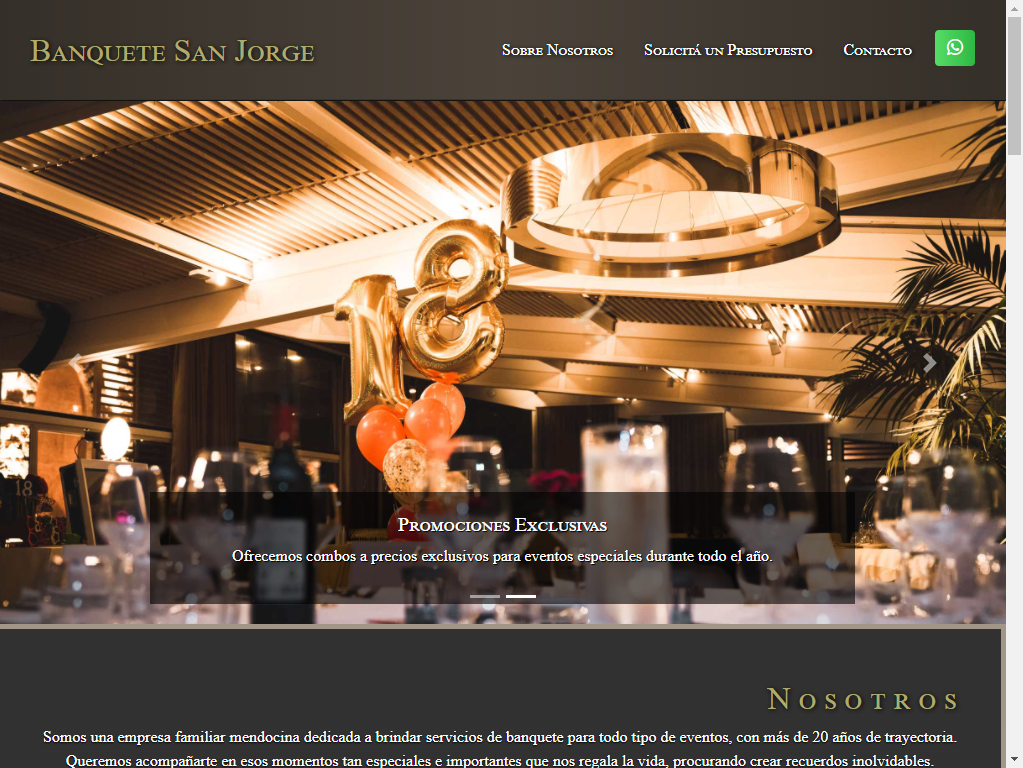 Banquete San Jorge
Sobre Nosotros
Solicitá un Presupuesto
Contacto
18
18
Promociones Exclusivas
Ofrecemos combos a precios exclusivos para eventos especiales durante todo el año.
Nosotros
Somos una empresa familiar mendocina dedicada a brindar servicios de banquete para todo tipo de eventos, con más de 20 años de trayectoria.
Queremos acompañarte en esos momentos tan especiales e importantes que nos regala la vida, procurando crear recuerdos inolvidables.